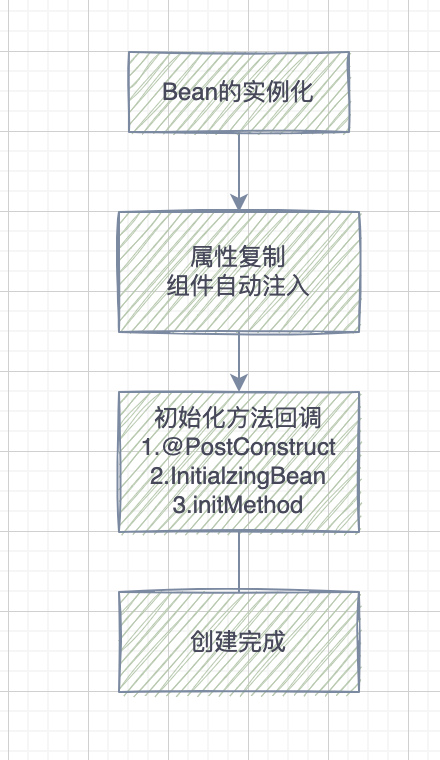 Bean的实例化
属性复制
组件自动注入
初始化方法回调
1.@PostConstruct
2.InitialzingBean
3.initMethod
创建完成